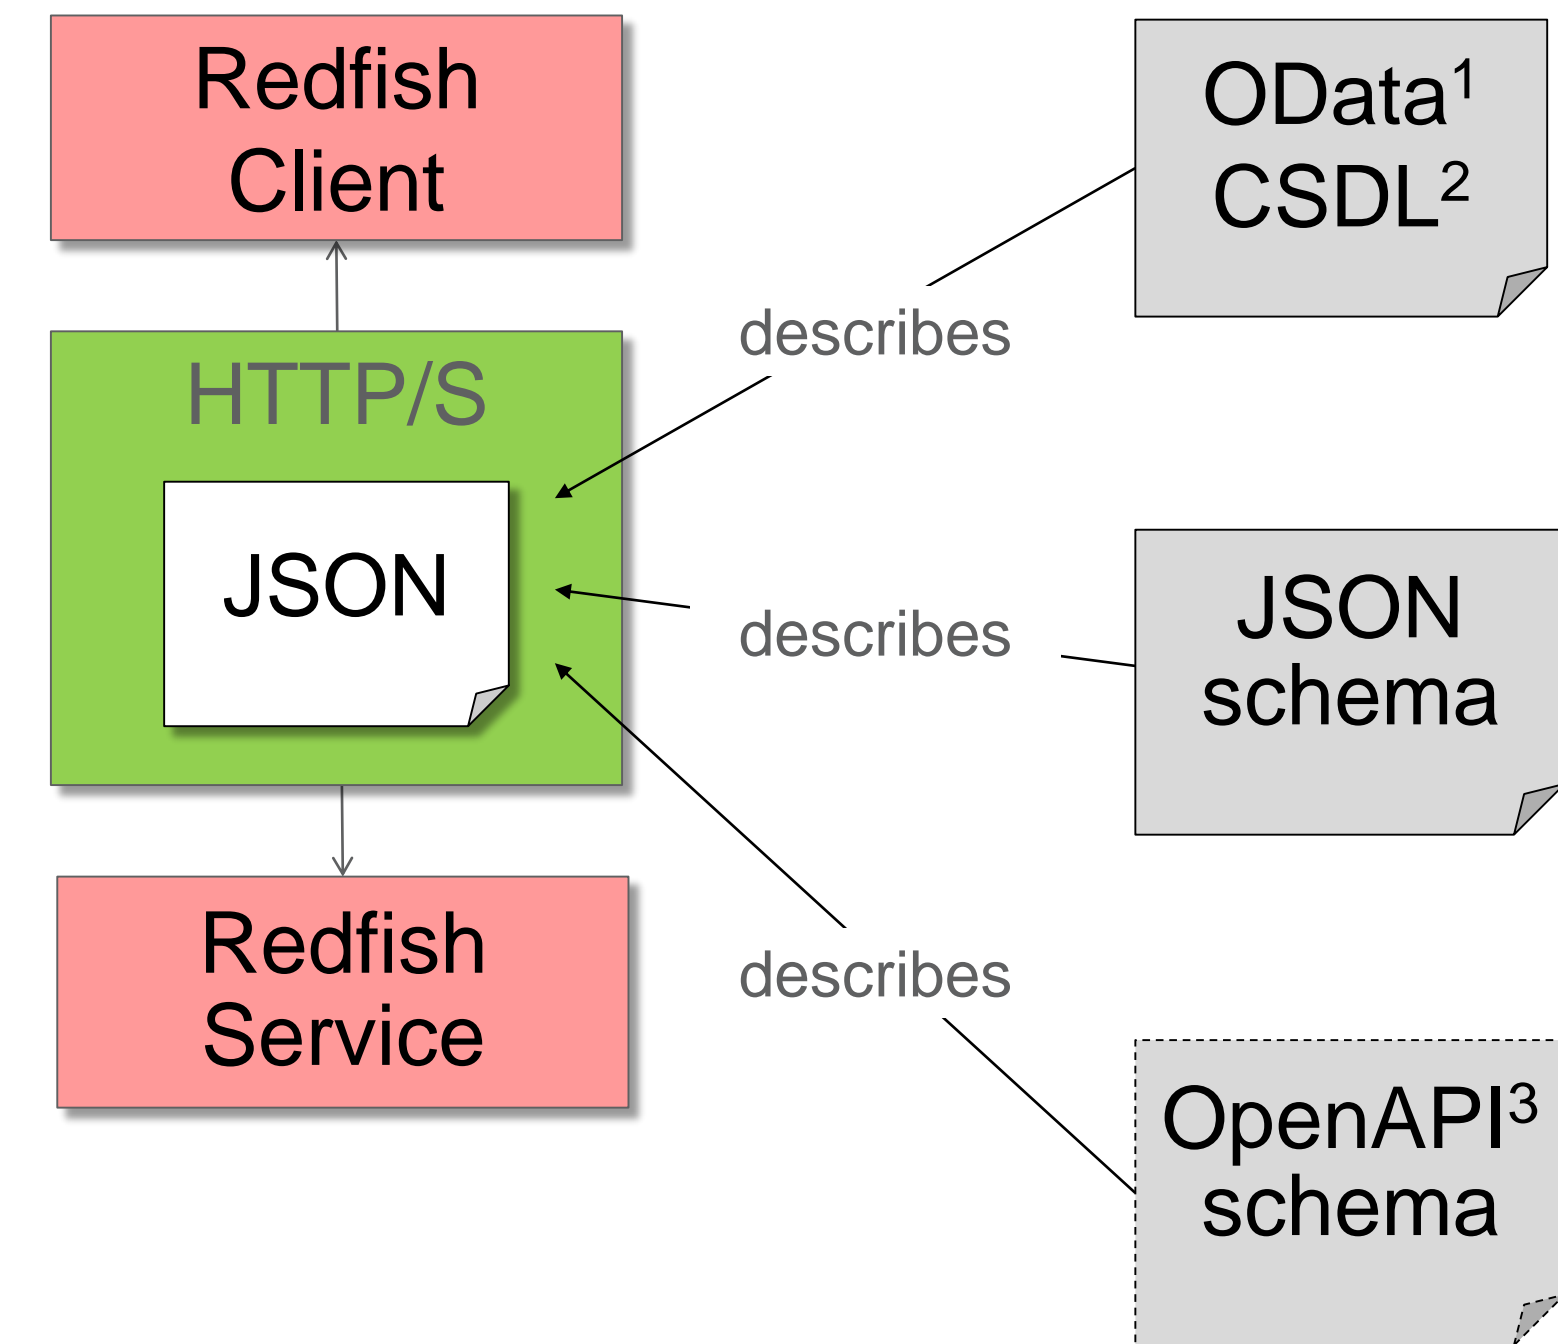 Redfish
Client
HTTP/S
JSON
Redfish
Service
describes
describes
describes
OData¹
CSDL²
JSON
schema
OpenAPI³
schema